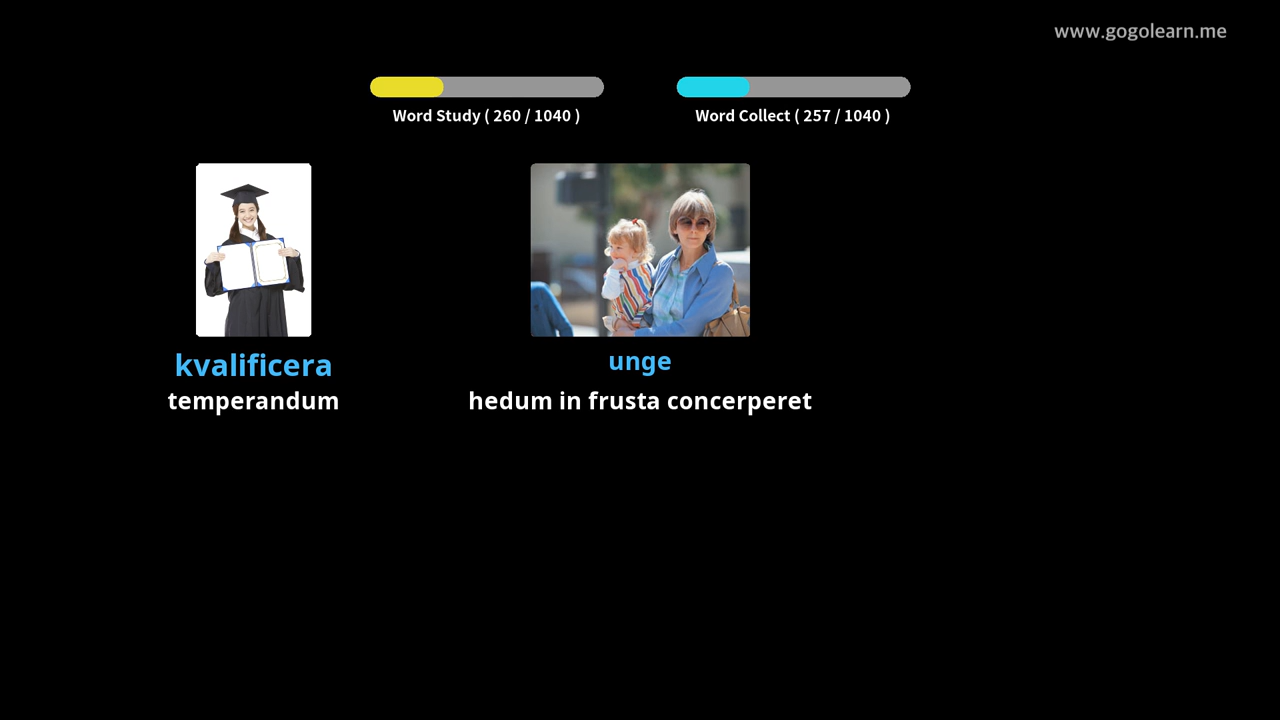 www.gogolearn.me
Word Study ( 260 / 1040 )
Word Collect ( 257 / 1040 )
kvalificera
temperandum
unge
hedum in frusta concerperet